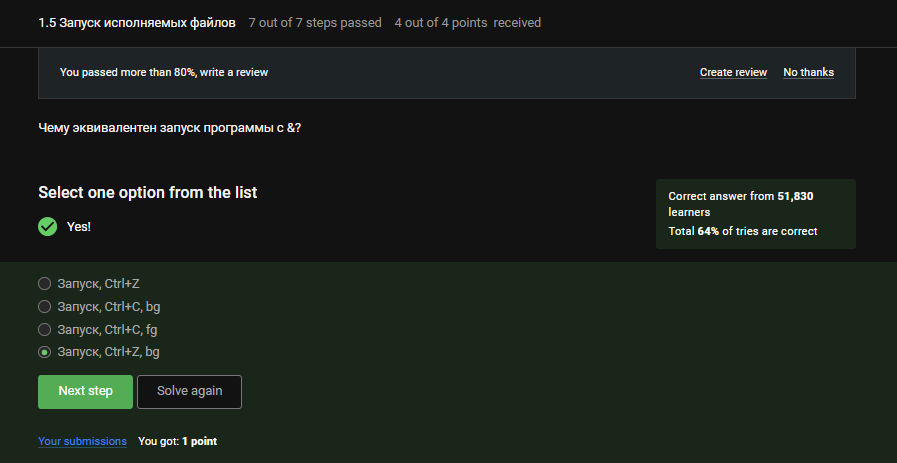 1.5 Запуск исполняемых файлов 7 out of 7 steps passed 4 out of 4 points received
You passed more than 80%, write a review Create review No thanks
Чему эквивалентен запуск программы с &?
Select one option from the list
Yes!
Correct answer from 51,830
learners
Total 64% of tries are correct
Запуск, Ctrl+Z
Запуск, Ctrl+C, bg
Запуск, Ctrl+C, fg
Запуск, Ctrl+Z, bg
Next step Solve again
Your submissions You got: 1 point